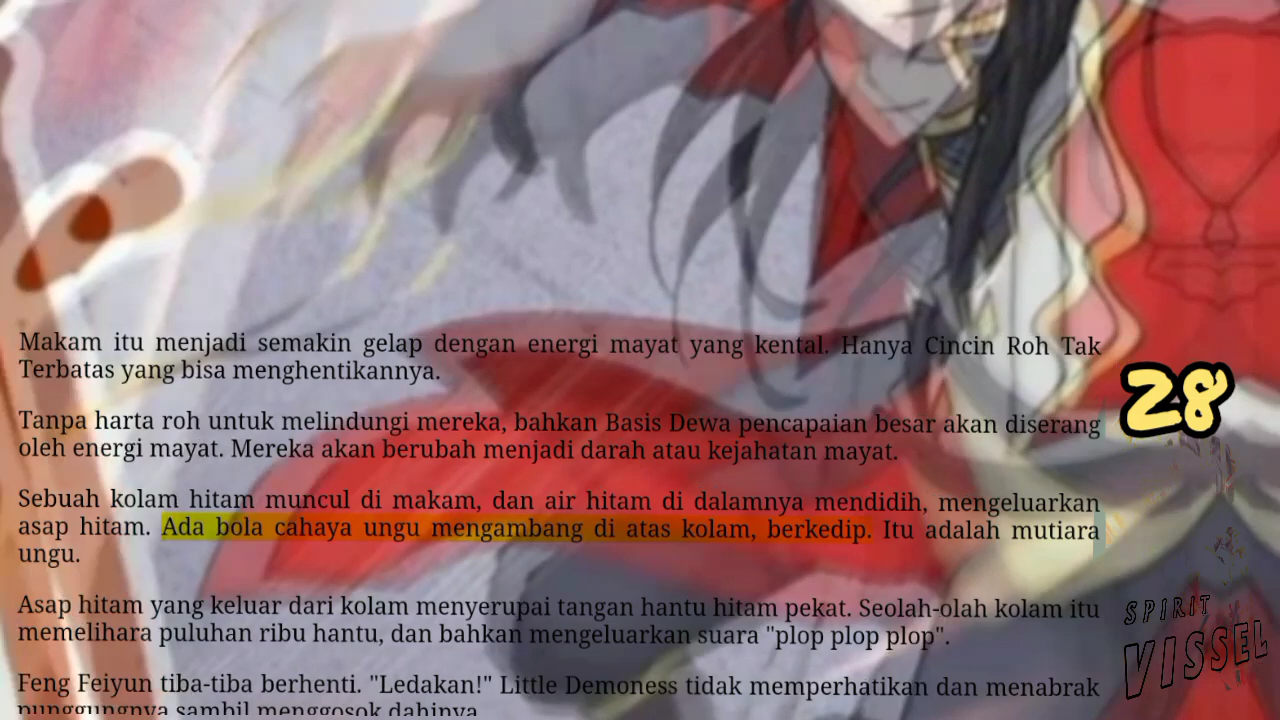 Makam itu menjadi semakin gelap dengan energi mayat yang kental. Hanya Cincin Roh Tak
Terbatas yang bisa menghentikannya.
Tanpa harta roh untuk melindungi mereka, bahkan Basis Dewa pencapaian besar akan diserang
oleh energi mayat. Mereka akan berubah menjadi darah atau kejahatan mayat.
Sebuah kolam hitam muncul di makam, dan air hitam di dalamnya mendidih, mengeluarkan
asap hitam. Ada bola cahaya ungu mengambang di atas kolam, berkedip. Itu adalah mutiara
ungu.
Asap hitam yang keluar dari kolam menyerupai tangan hantu hitam pekat. Seolah-olah kolam itu
memelihara puluhan ribu hantu, dan bahkan mengeluarkan suara "plop plop plop".
Feng Feiyun tiba-tiba berhenti. "Ledakan!" Little Demoness tidak memperhatikan dan menabrak
punggungnya sambil menggosok dahinya.
28
SPIRIT
VISSEL